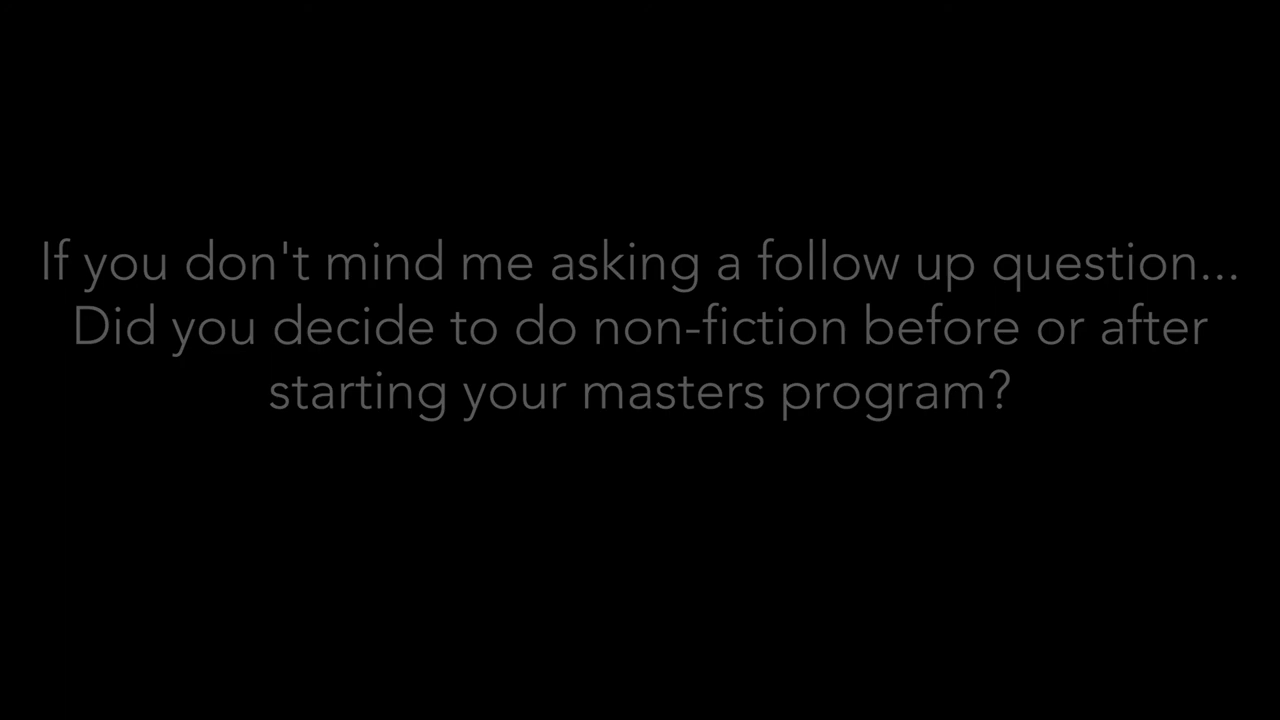 If you don't mind me asking a follow up question...
Did you decide to do non-fiction before or after
starting your masters program?